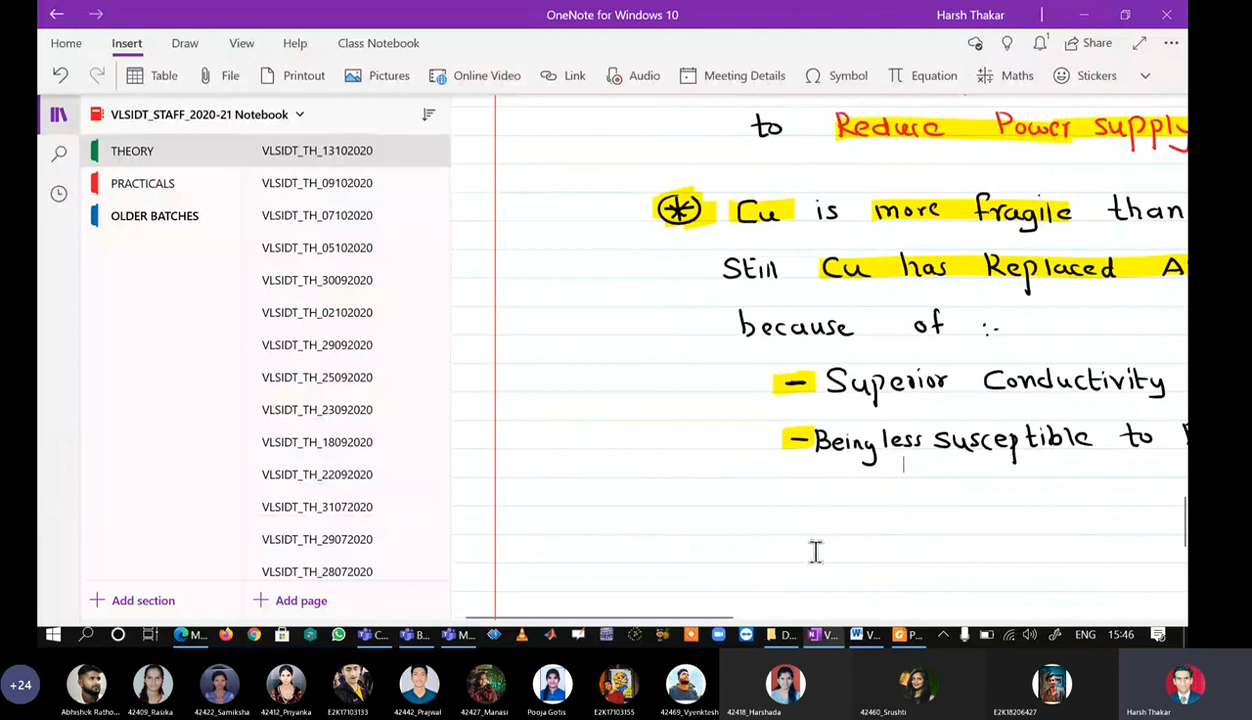 OneNote for Windows 10
Harsh Thakar
Home Insert Draw View Help Class Notebook
Share
Table File Printout Pictures Online Video Link Audio Meeting Details Symbol Equation Maths Stickers
VLSIDT_STAFF_2020-21 Notebook
THEORY
PRACTICALS
OLDER BATCHES
VLSIDT_TH_13102020
VLSIDT_TH_09102020
VLSIDT_TH_07102020
VLSIDT_TH_05102020
VLSIDT_TH_30092020
VLSIDT_TH_02102020
VLSIDT_TH_29092020
VLSIDT_TH_25092020
VLSIDT_TH_23092020
VLSIDT_TH_18092020
VLSIDT_TH_22092020
VLSIDT_TH_31072020
VLSIDT_TH_29072020
VLSIDT_TH_28072020
Add section
Add page
to Reduce Power supply
* Cu is more fragile than
Still Cu has Replaced A
because of :-
- Superior Conductivity
- Being less susceptible to
M... C... B... M... D... V... V... P... ENG 15:46
+24
Abhishek Ratho... 42409_Rasika 42422_Samiksha 42412_Priyanka E2K17103133 42442_Prajwal 42427_Manasi Pooja Gotis E2K17103155 42469_Vyenktesh 42418_Harshada 42460_Srushti E2K18206427 Harsh Thakar